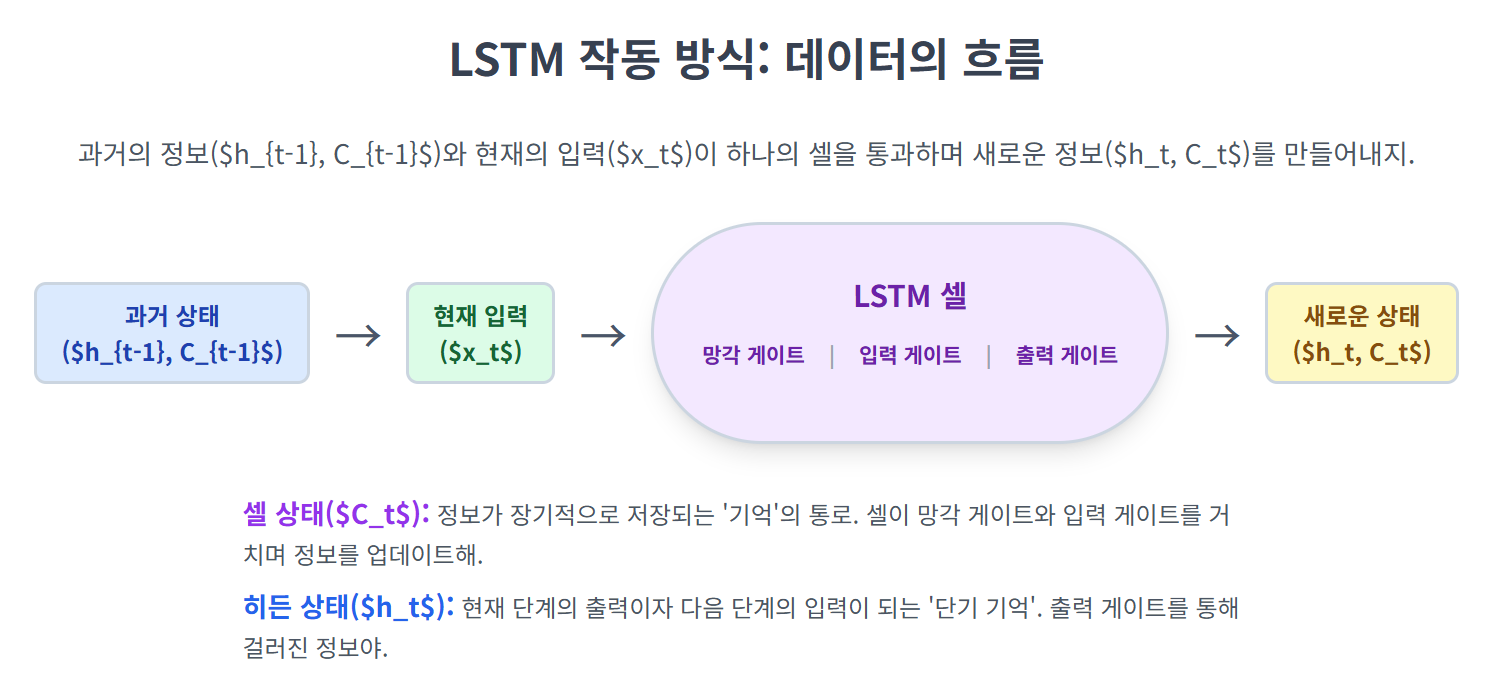 LSTM 작동 방식: 데이터의 흐름
과거의 정보($h_{t-1}, C_{t-1}$)와 현재의 입력($x_t$)이 하나의 셀을 통과하며 새로운 정보($h_t, C_t$)를 만들어내지.
과거 상태
($h_{t-1}, C_{t-1}$)
→
현재 입력
($x_t$)
→
LSTM 셀
망각 게이트 | 입력 게이트 | 출력 게이트
→
새로운 상태
($h_t, C_t$)
셀 상태($C_t$): 정보가 장기적으로 저장되는 '기억'의 통로. 셀이 망각 게이트와 입력 게이트를 거
치며 정보를 업데이트해.
히든 상태($h_t$): 현재 단계의 출력이자 다음 단계의 입력이 되는 '단기 기억'. 출력 게이트를 통해
걸러진 정보야.